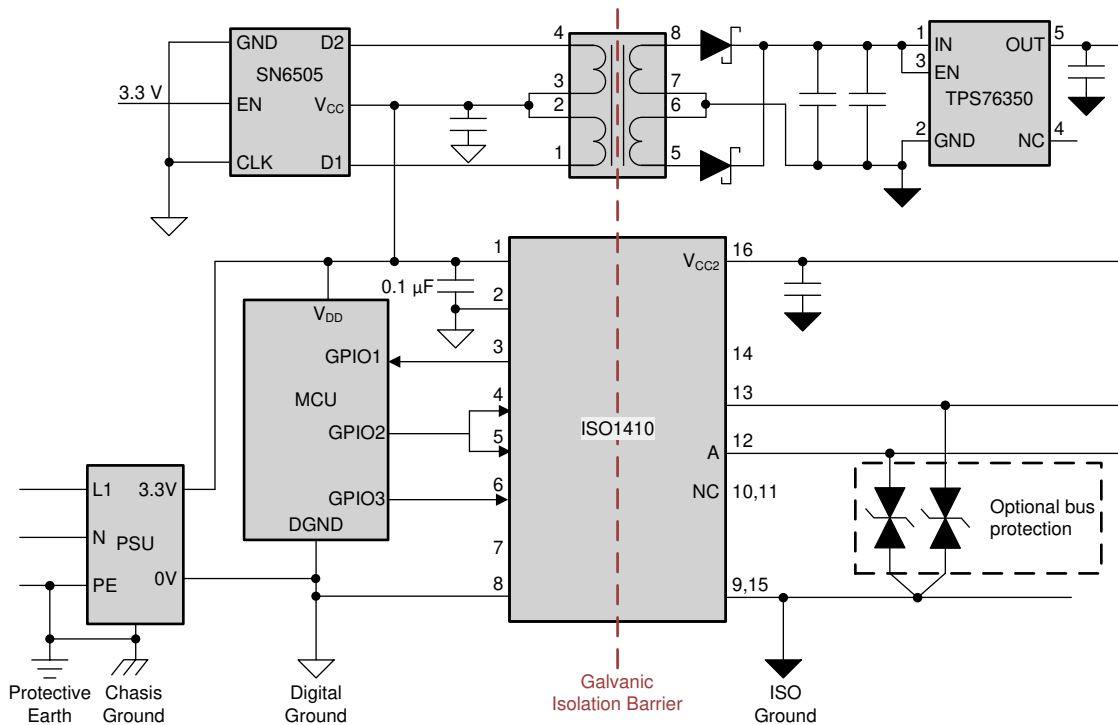 GND
D2
SN6505
3.3 V
EN
VCC
CLK
D1
4
3
2
1
8
7
6
5
1
3
2
IN
EN
GND
OUT
TPS76350
NC
5
4
1
2
3
4
5
6
7
8
0.1 µF
VDD
GPIO1
MCU
GPIO2
GPIO3
DGND
ISO1410
VCC2
A
NC
16
14
13
12
10,11
9,15
Optional bus
protection
L1
3.3V
N
PSU
PE
0V
Protective
Earth
Chasis
Ground
Digital
Ground
Galvanic
Isolation Barrier
ISO
Ground